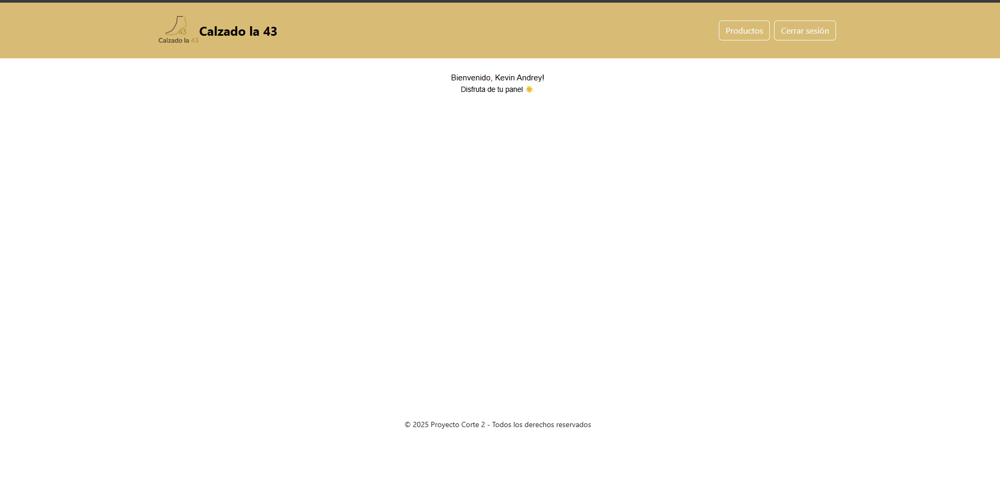 43
Calzado la 43
Calzado la 43
Productos
Cerrar sesión
Bienvenido, Kevin Andrey!
Disfruta de tu panel 🌟
© 2025 Proyecto Corte 2 - Todos los derechos reservados